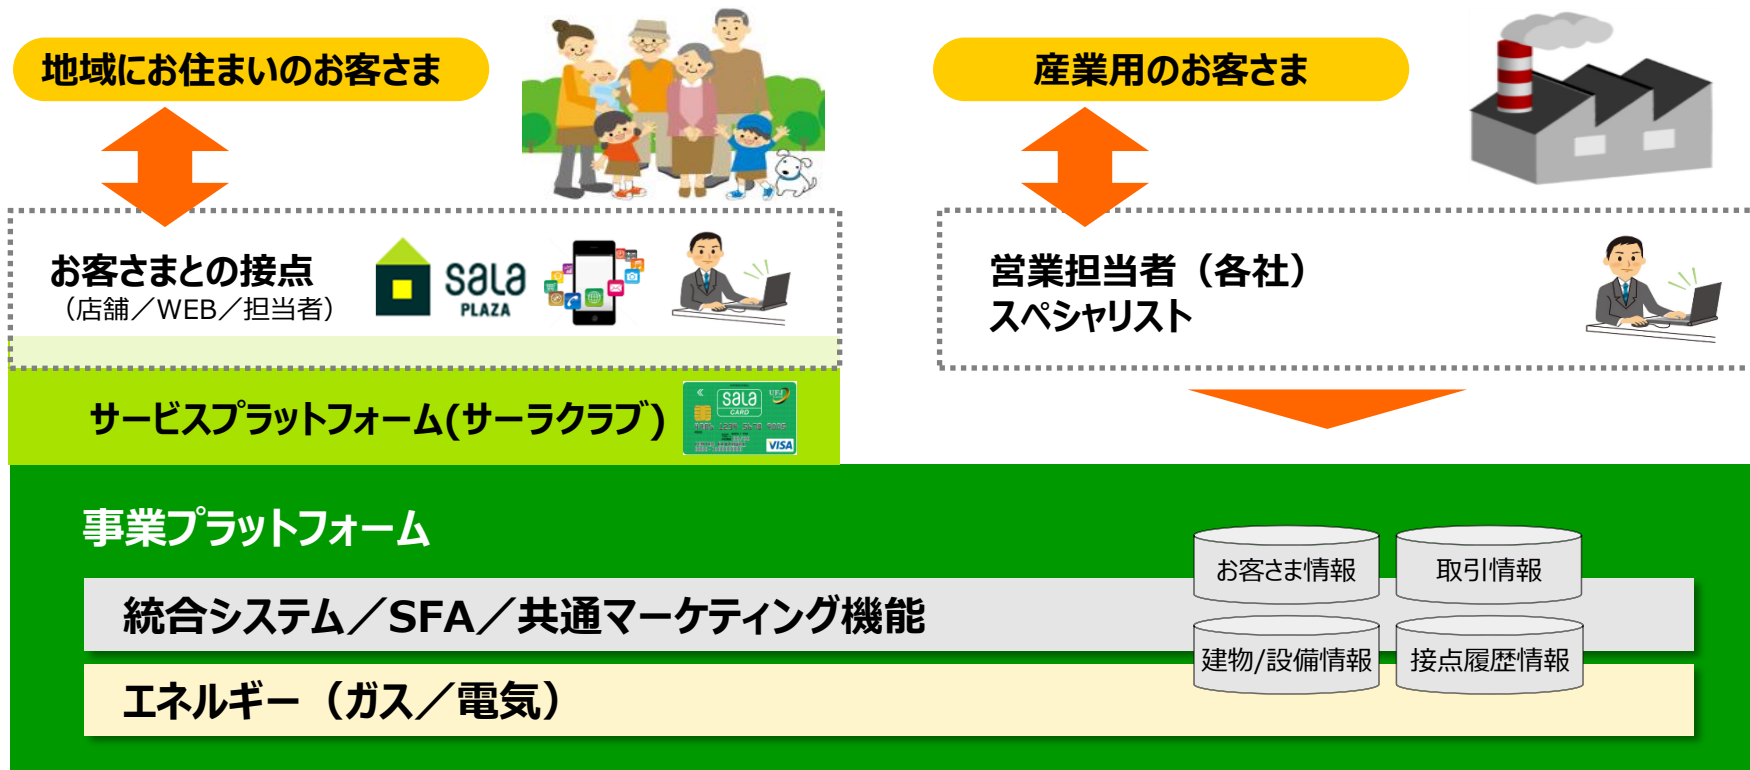 地域にお住まいのお客さま
産業用のお客さま
お客さまとの接点
（店舗／WEB／担当者）
sala
PLAZA
営業担当者（各社）
スペシャリスト
サービスプラットフォーム(サーラクラブ)
sala
CARD
VISA
事業プラットフォーム
お客さま情報
取引情報
統合システム／SFA／共通マーケティング機能
建物/設備情報
接点履歴情報
エネルギー（ガス／電気）